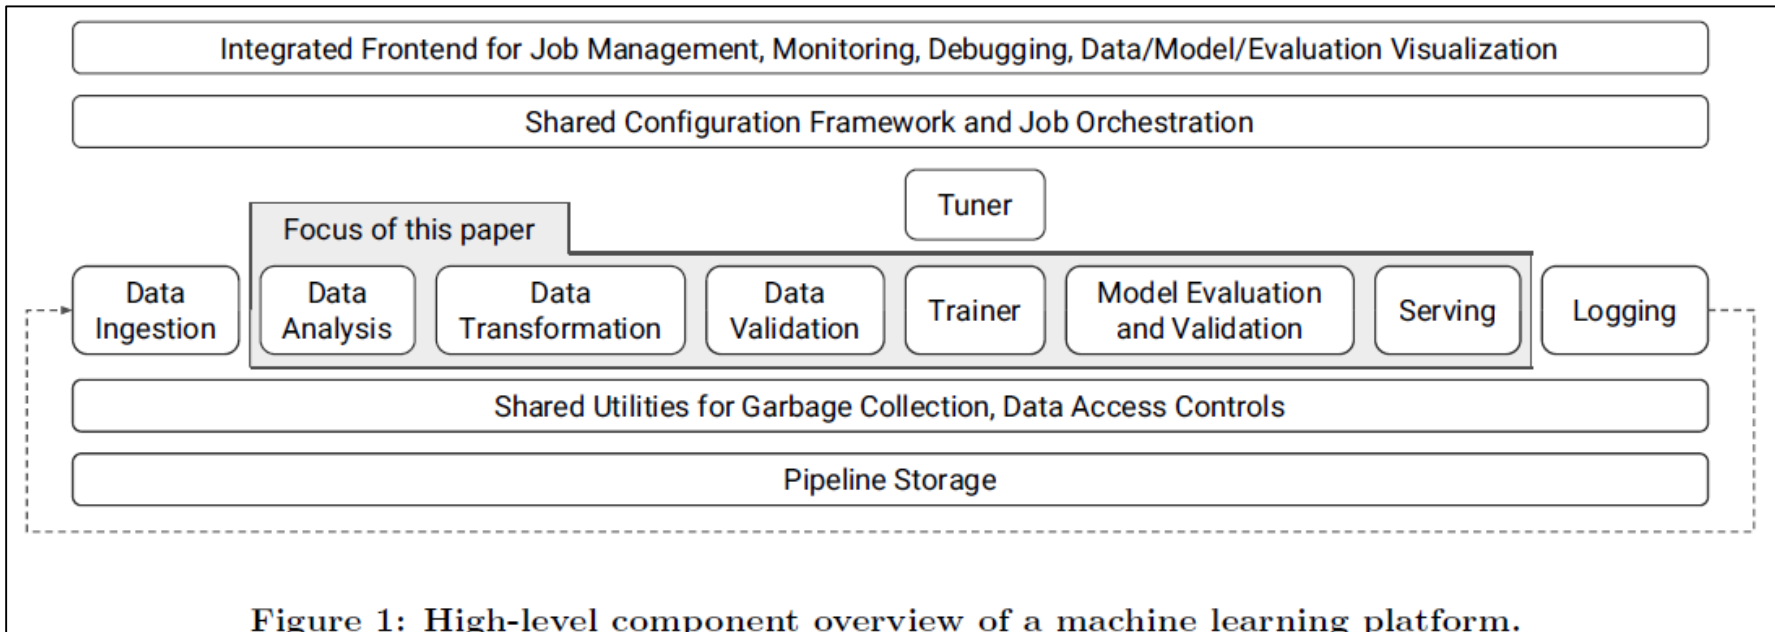 Integrated Frontend for Job Management, Monitoring, Debugging, Data/Model/Evaluation Visualization
Shared Configuration Framework and Job Orchestration
Tuner
Focus of this paper
Data
Ingestion
Data
Analysis
Data
Transformation
Data
Validation
Trainer
Model Evaluation
and Validation
Serving
Logging
Shared Utilities for Garbage Collection, Data Access Controls
Pipeline Storage
Figure 1: High-level component overview of a machine learning platform.